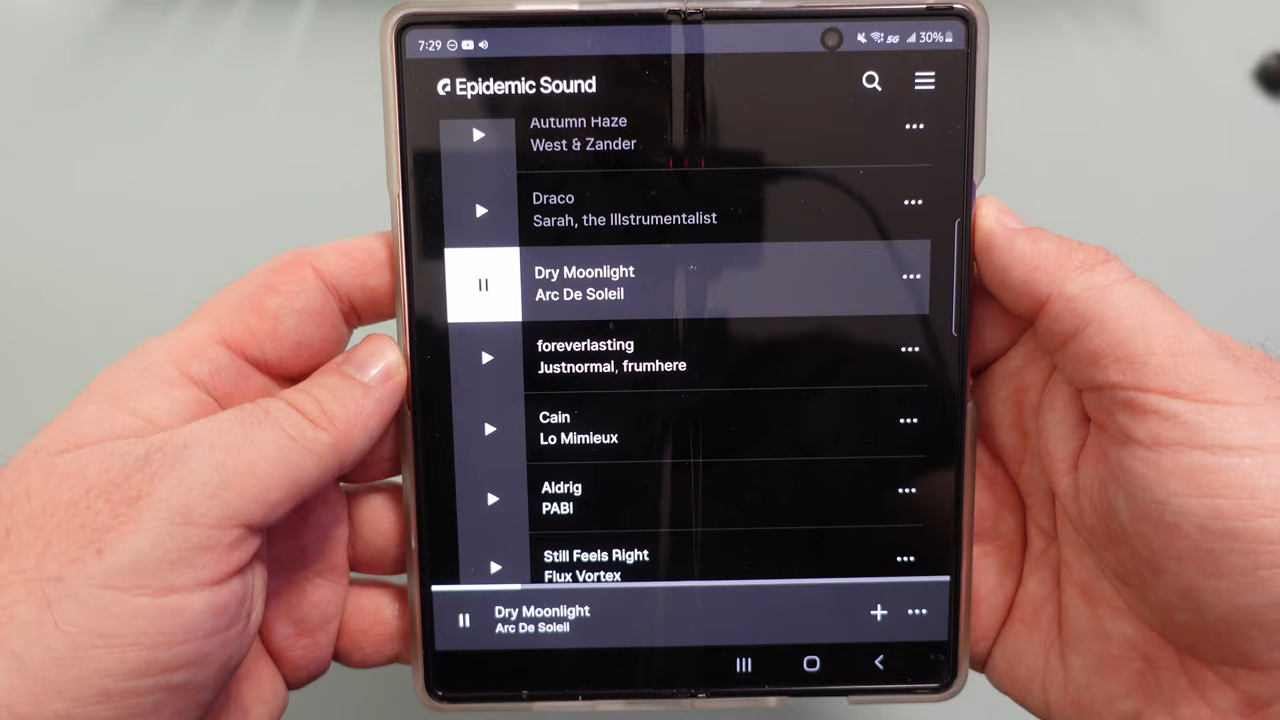 7:29 5G 30%
Epidemic Sound
Autumn Haze
West & Zander
Draco
Sarah, the Illstrumentalist
Dry Moonlight
Arc De Soleil
foreverlasting
Justnormal, frumhere
Cain
Lo Mimieux
Aldrig
PABI
Still Feels Right
Flux Vortex
Dry Moonlight
Arc De Soleil